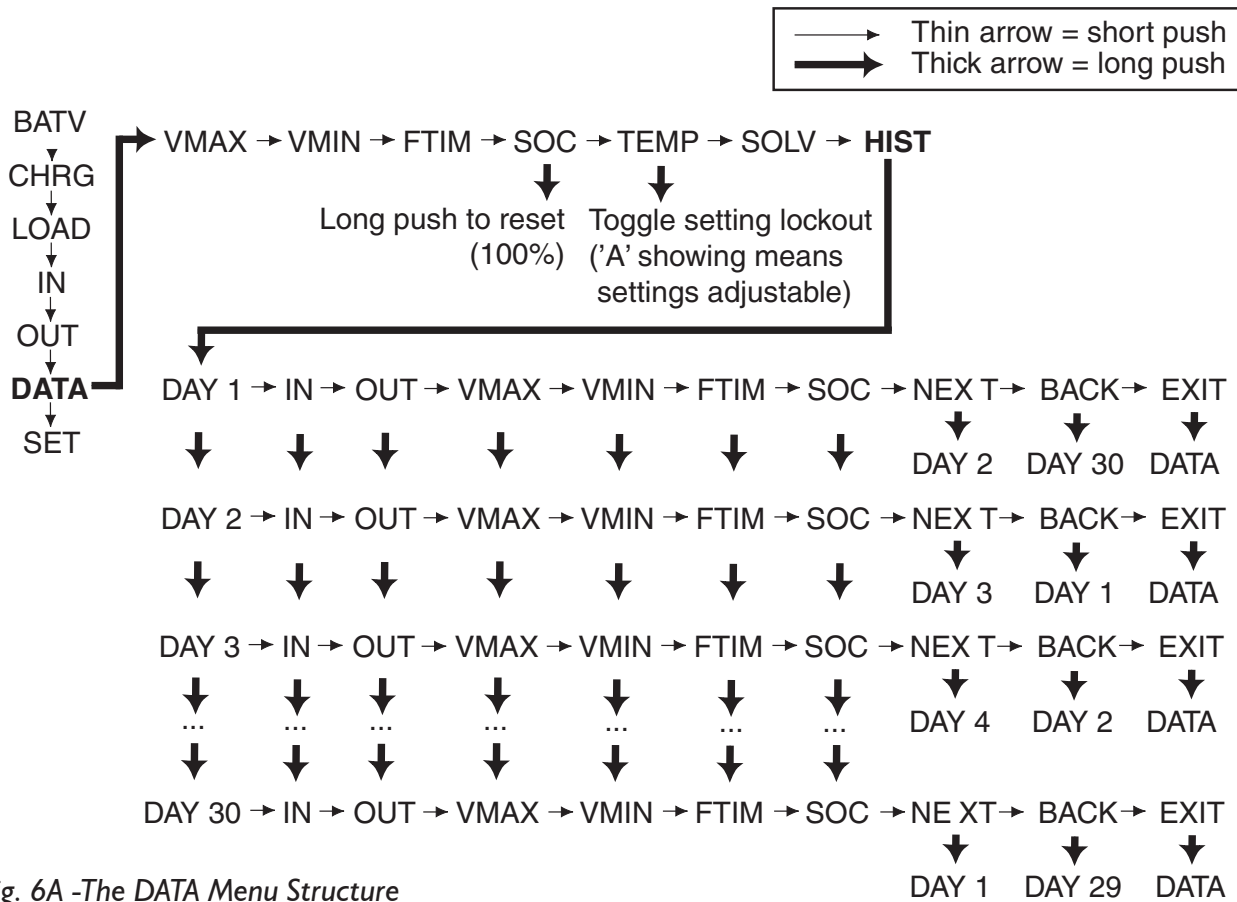 Thin arrow = short push
Thick arrow = long push
BATV
CHRG
LOAD
IN
OUT
DATA
SET
VMAX VMIN FTIM SOC TEMP SOLV HIST
Long push to reset
(100%)
Toggle setting lockout
('A' showing means
settings adjustable)
DAY 1 IN OUT VMAX VMIN FTIM SOC NEX T BACK EXIT
DAY 2 DAY 30 DATA
DAY 2 IN OUT VMAX VMIN FTIM SOC NEX T BACK EXIT
DAY 3 DAY 1 DATA
DAY 3 IN OUT VMAX VMIN FTIM SOC NEX T BACK EXIT
... ... ... ... ... ... ...
DAY 4 DAY 2 DATA
DAY 30 IN OUT VMAX VMIN FTIM SOC NE XT BACK EXIT
DAY 1 DAY 29 DATA
ig. 6A -The DATA Menu Structure